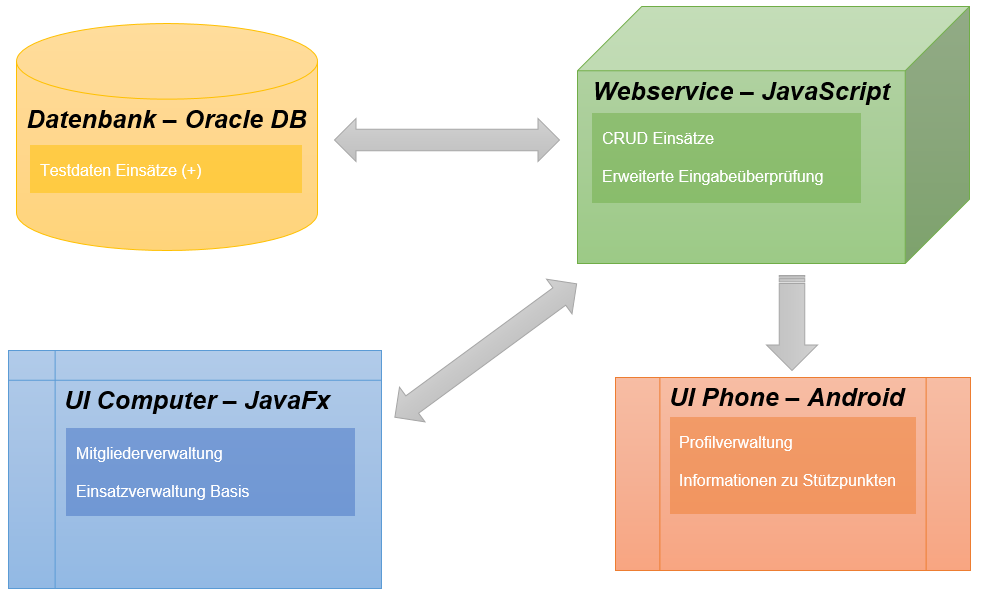 Datenbank – Oracle DB
Testdaten Einsätze (+)
Webservice – JavaScript
CRUD Einsätze
Erweiterte Eingabeüberprüfung
UI Computer – JavaFx
Mitgliederverwaltung
Einsatzverwaltung Basis
UI Phone – Android
Profilverwaltung
Informationen zu Stützpunkten